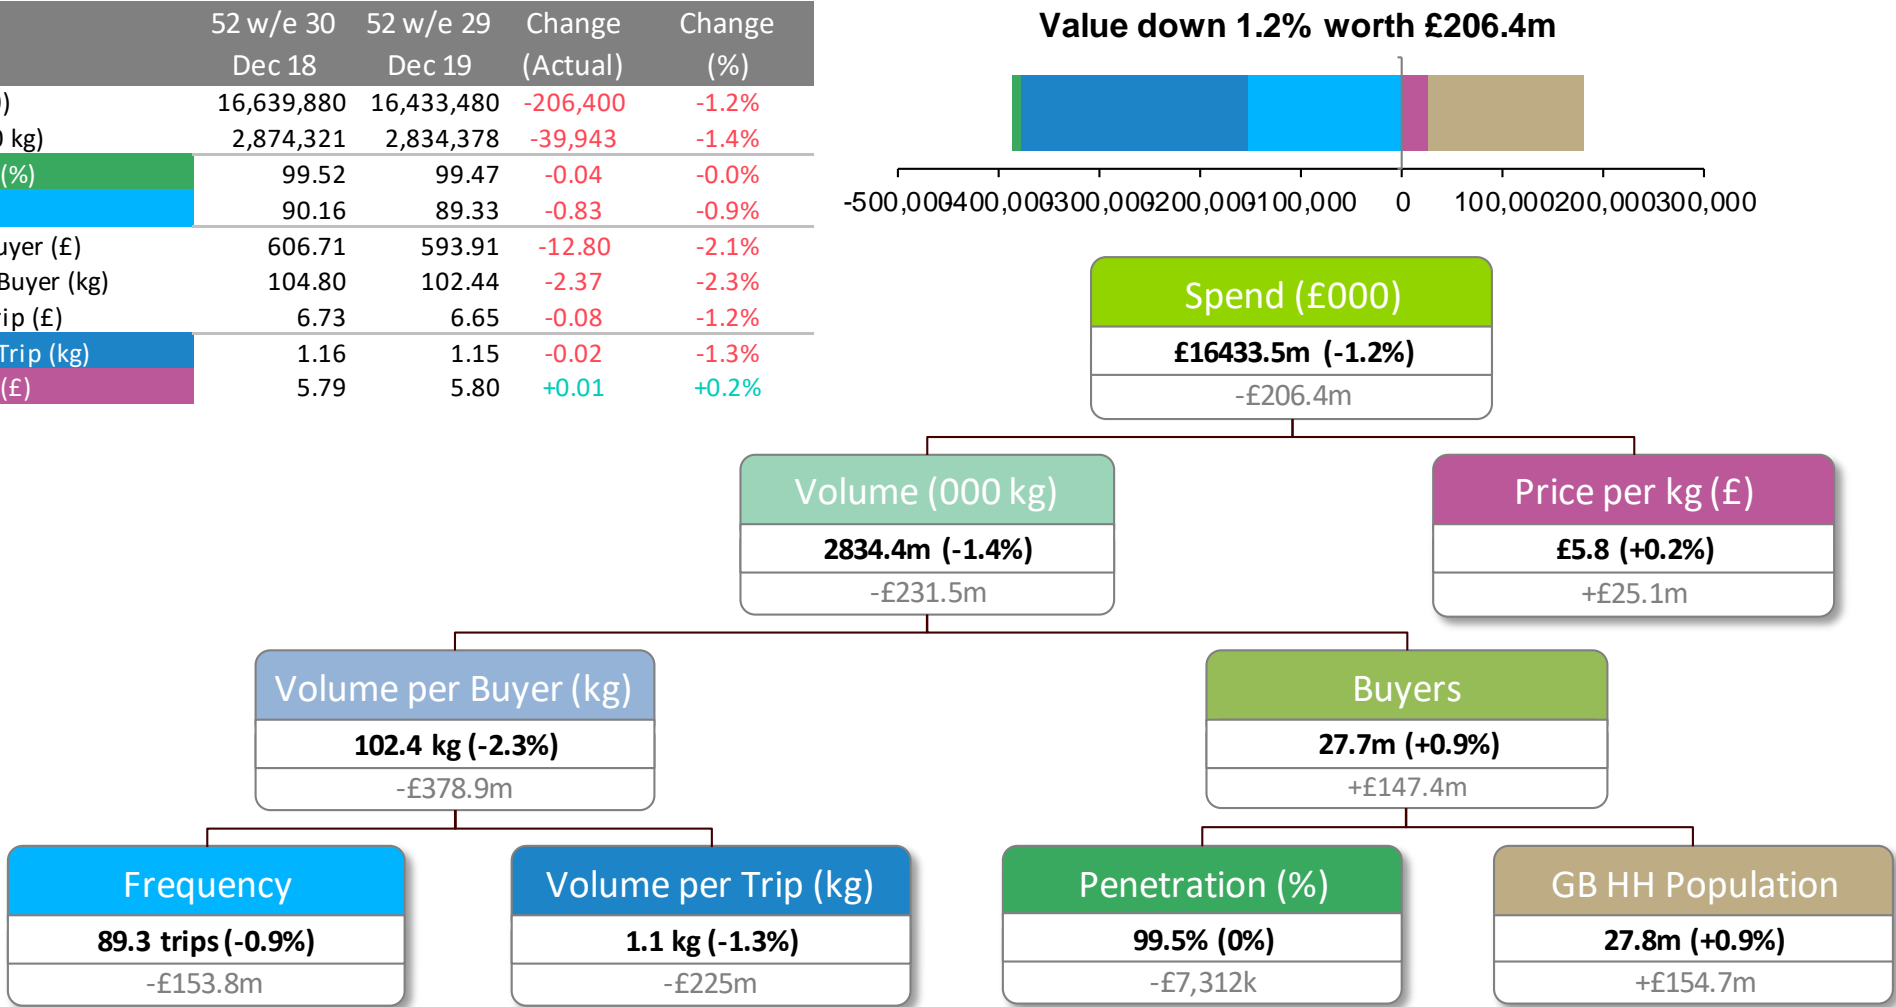 52 w/e 30 52 w/e 29 Change Change
Dec 18 Dec 19 (Actual) (%)
) 16,639,880 16,433,480 -206,400 -1.2%
kg) 2,874,321 2,834,378 -39,943 -1.4%
(%) 99.52 99.47 -0.04 -0.0%
90.16 89.33 -0.83 -0.9%
uyer (£) 606.71 593.91 -12.80 -2.1%
Buyer (kg) 104.80 102.44 -2.37 -2.3%
rip (£) 6.73 6.65 -0.08 -1.2%
Trip (kg) 1.16 1.15 -0.02 -1.3%
(£) 5.79 5.80 +0.01 +0.2%
Value down 1.2% worth £206.4m
-500,000 -400,000 -300,000 -200,000 -100,000 0 100,000 200,000 300,000
Spend (£000)
£16433.5m (-1.2%)
-£206.4m
Volume (000 kg)
2834.4m (-1.4%)
-£231.5m
Price per kg (£)
£5.8 (+0.2%)
+£25.1m
Volume per Buyer (kg)
102.4 kg (-2.3%)
-£378.9m
Buyers
27.7m (+0.9%)
+£147.4m
Frequency
89.3 trips (-0.9%)
-£153.8m
Volume per Trip (kg)
1.1 kg (-1.3%)
-£225m
Penetration (%)
99.5% (0%)
-£7,312k
GB HH Population
27.8m (+0.9%)
+£154.7m